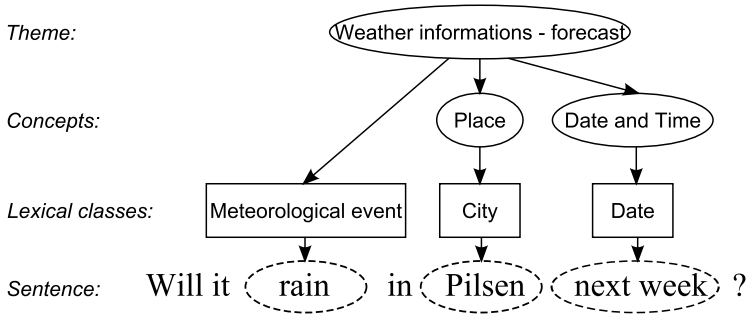 Theme: Weather informations - forecast
Concepts: Place Date and Time
Lexical classes: Meteorological event City Date
Sentence: Will it rain in Pilsen next week ?